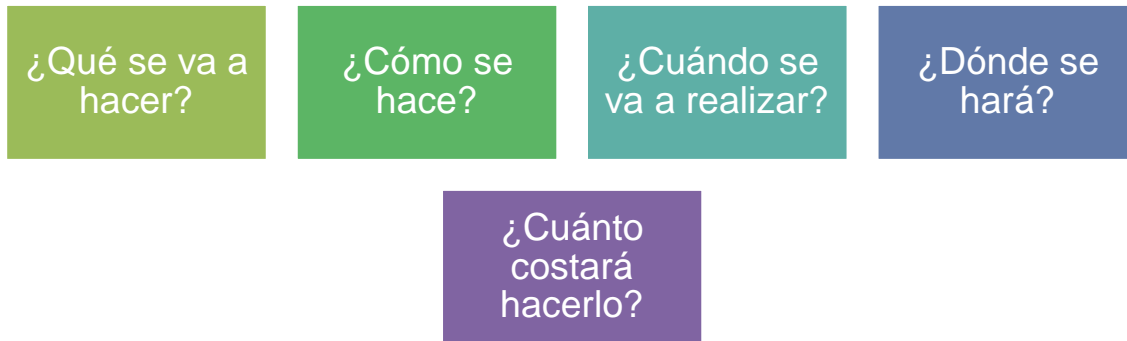 ¿Qué se va a
hacer?
¿Cómo se
hace?
¿Cuándo se
va a realizar?
¿Dónde se
hará?
¿Cuánto
costará
hacerlo?